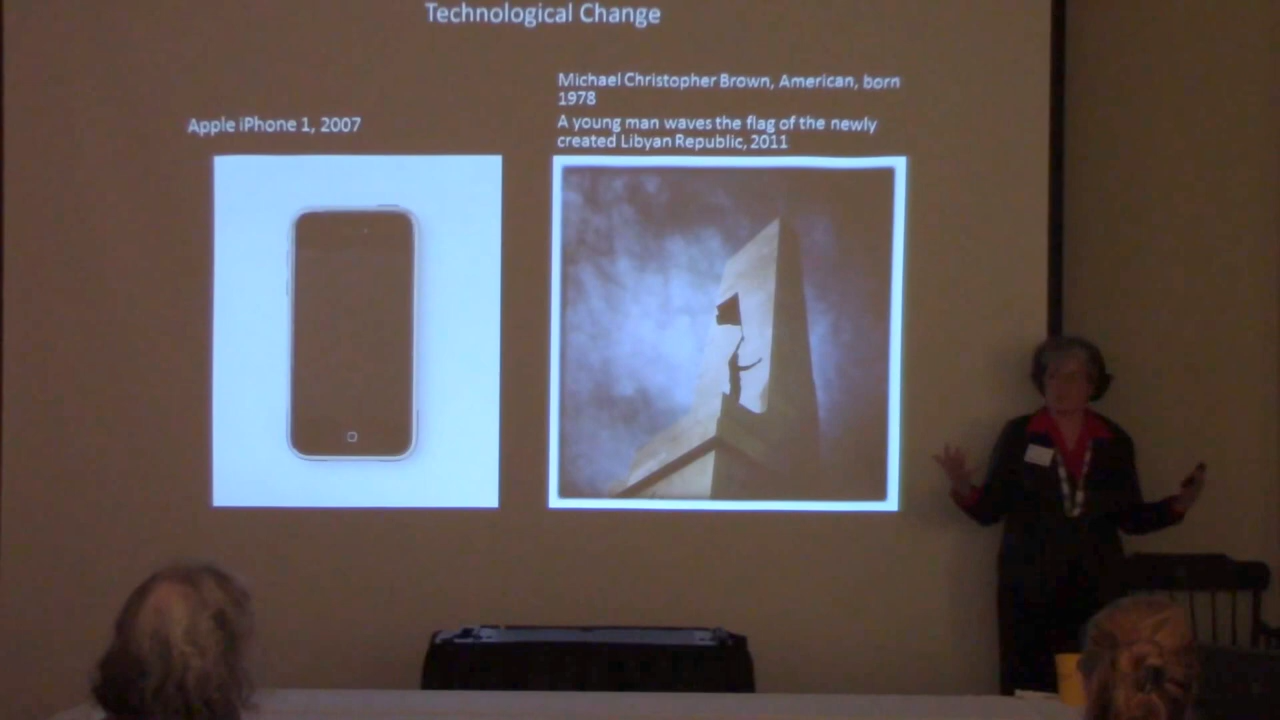 Technological Change
Apple iPhone 1, 2007
Michael Christopher Brown, American, born
1978
A young man waves the flag of the newly
created Libyan Republic, 2011